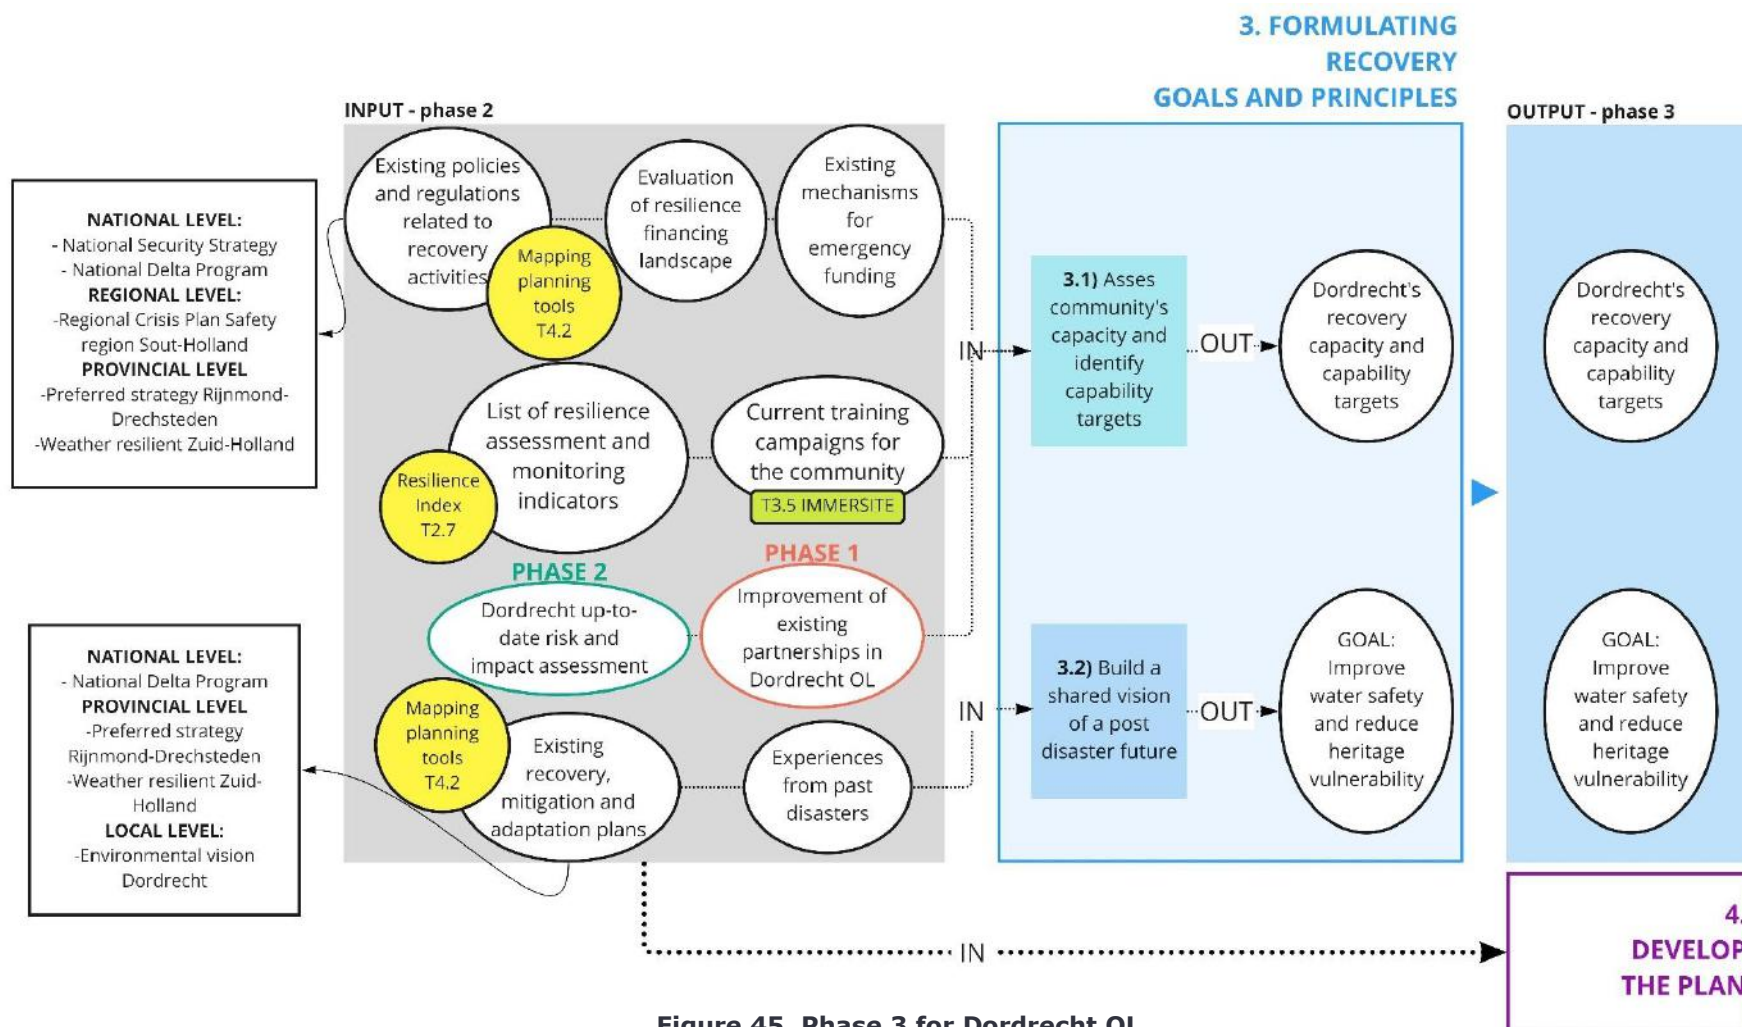 3. FORMULATING
RECOVERY
GOALS AND PRINCIPLES
INPUT - phase 2
OUTPUT - phase 3
NATIONAL LEVEL:
- National Security Strategy
- National Delta Program
REGIONAL LEVEL:
-Regional Crisis Plan Safety
region Sout-Holland
PROVINCIAL LEVEL
-Preferred strategy Rijnmond-
Drechsteden
-Weather resilient Zuid-Holland
Existing policies
and regulations
related to
recovery
activities
Mapping
planning
tools
T4.2
Evaluation
of resilience
financing
landscape
Existing
mechanisms
for
emergency
funding
List of resilience
assessment and
monitoring
indicators
Resilience
Index
T2.7
Current training
campaigns for
the community
T3.5 IMMERSITE
PHASE 2
Dordrecht up-to-
date risk and
impact assessment
PHASE 1
Improvement of
existing
partnerships in
Dordrecht OL
NATIONAL LEVEL:
- National Delta Program
PROVINCIAL LEVEL
-Preferred strategy
Rijnmond-Drechsteden
-Weather resilient Zuid-
Holland
LOCAL LEVEL:
-Environmental vision
Dordrecht
Mapping
planning
tools
T4.2
Existing
recovery,
mitigation and
adaptation plans
Experiences
from past
disasters
IN
3.1) Asses
community's
capacity and
identify
capability
targets
OUT
Dordrecht's
recovery
capacity and
capability
targets
Dordrecht's
recovery
capacity and
capability
targets
IN
3.2) Build a
shared vision
of a post
disaster future
OUT
GOAL:
Improve
water safety
and reduce
heritage
vulnerability
GOAL:
Improve
water safety
and reduce
heritage
vulnerability
IN
4.
DEVELOP
THE PLAN
Figure 45. Phase 3 for Dordrecht OL